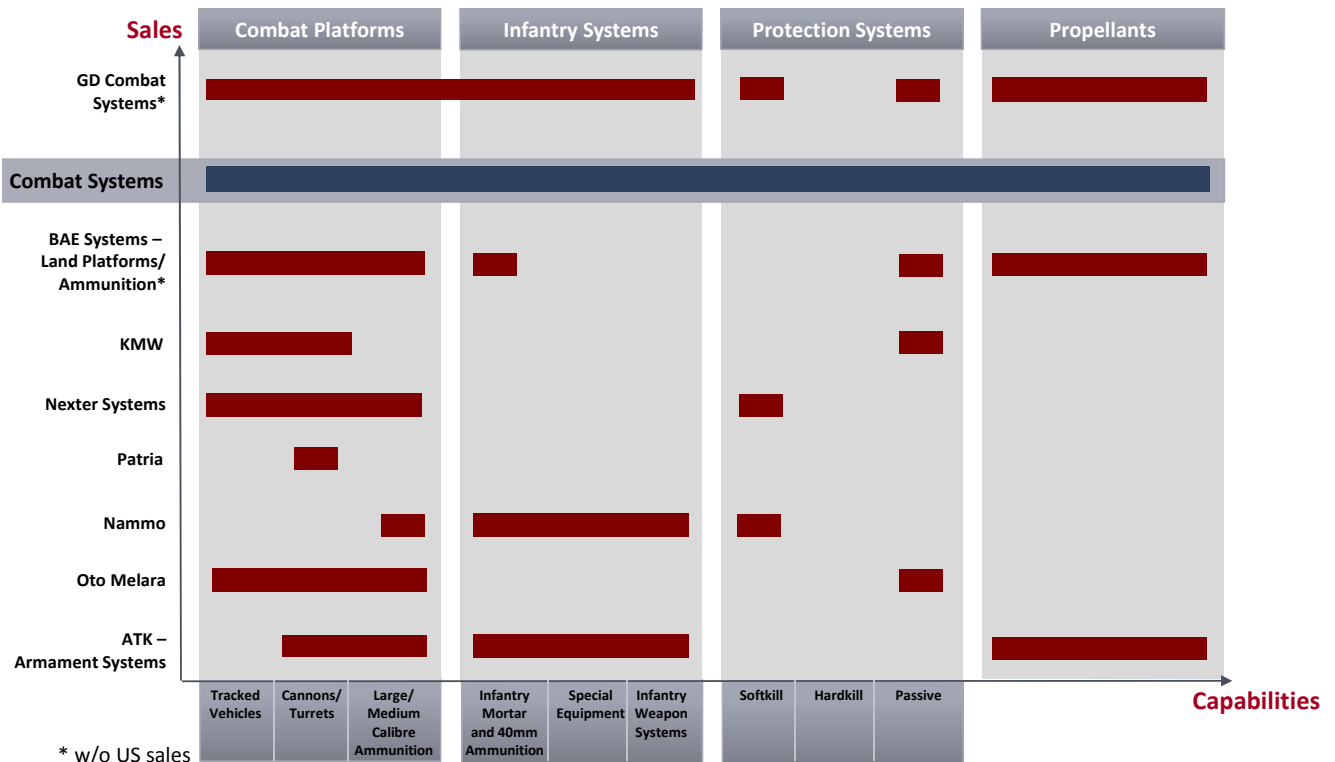 Sales
Combat Platforms
Infantry Systems
Protection Systems
Propellants
GD Combat
Systems*
Combat Systems
BAE Systems –
Land Platforms/
Ammunition*
KMW
Nexter Systems
Patria
Nammo
Oto Melara
ATK –
Armament Systems
Tracked
Vehicles
Cannons/
Turrets
Large/
Medium
Calibre
Ammunition
Infantry
Mortar
and 40mm
Ammunition
Special
Equipment
Infantry
Weapon
Systems
Softkill
Hardkill
Passive
Capabilities
* w/o US sales